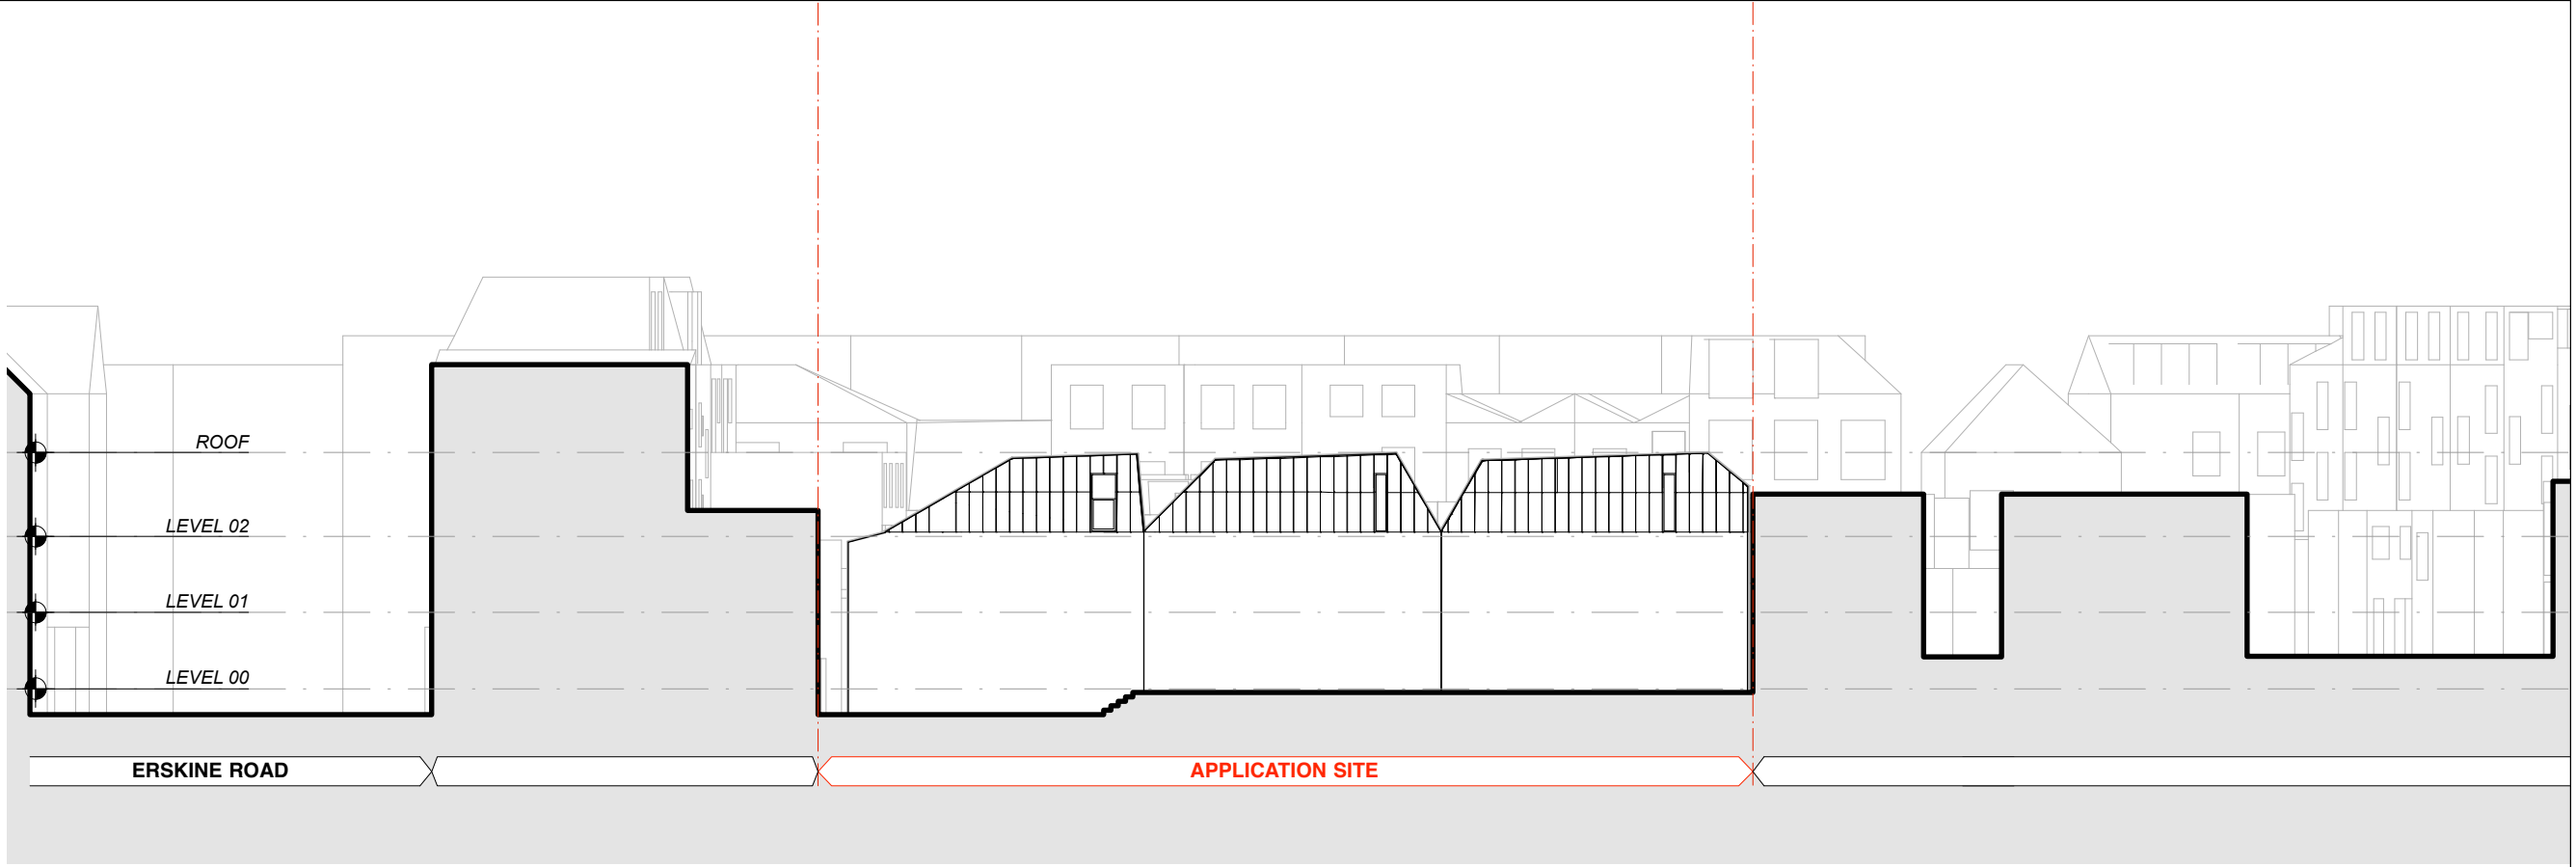 ROOF
LEVEL 02
LEVEL 01
LEVEL 00
ERSKINE ROAD
APPLICATION SITE